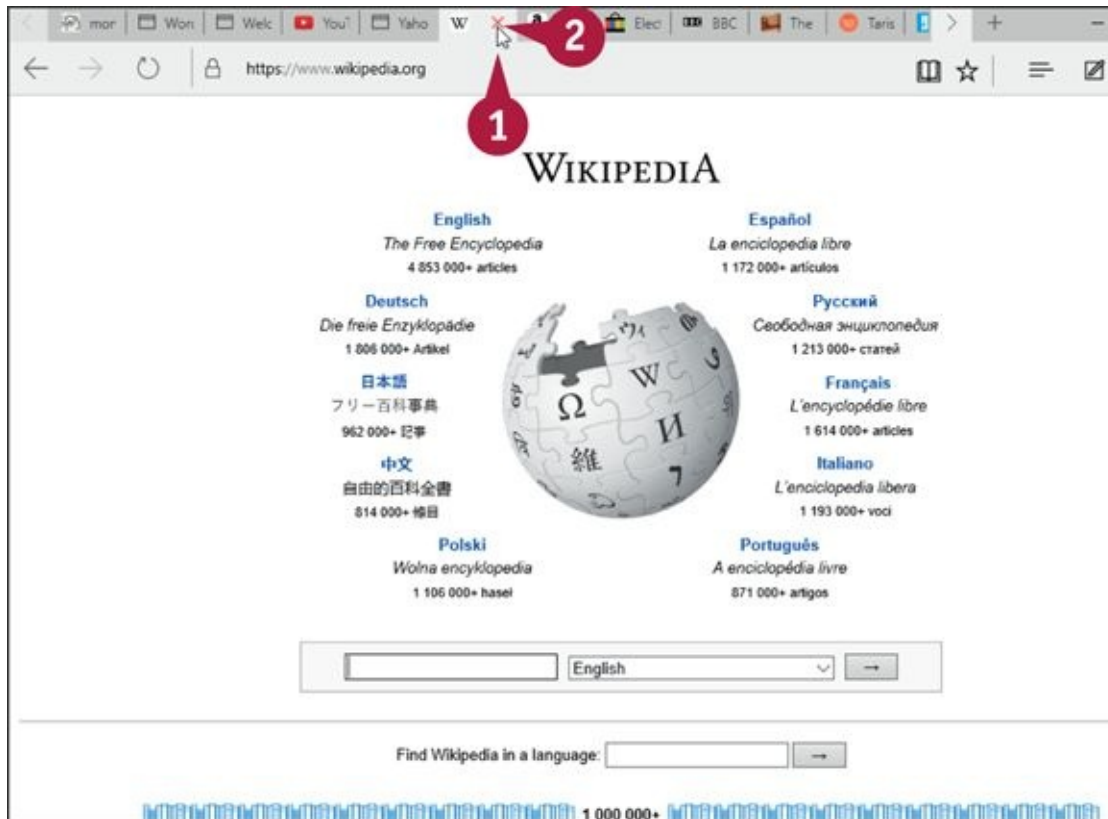 mor Won Welc You Yaho W a Elec BBC The Taris
2
https://www.wikipedia.org
1
WIKIPEDIA
English
The Free Encyclopedia
4 853 000+ articles
Español
La enciclopedia libre
1 172 000+ artículos
Deutsch
Die freie Enzyklopädie
1 806 000+ Artikel
Русский
Свободная энциклопедия
1 213 000+ статей
日本語
フリー百科事典
962 000+ 記事
Français
L'encyclopédie libre
1 614 000+ articles
中文
自由的百科全書
814 000+ 條目
Italiano
L'enciclopedia libera
1 193 000+ voci
Polski
Wolna encyklopedia
1 106 000+ haseł
Português
A enciclopédia livre
871 000+ artigos
Ω W И 維 7
English →
Find Wikipedia in a language: →
1 000 000+